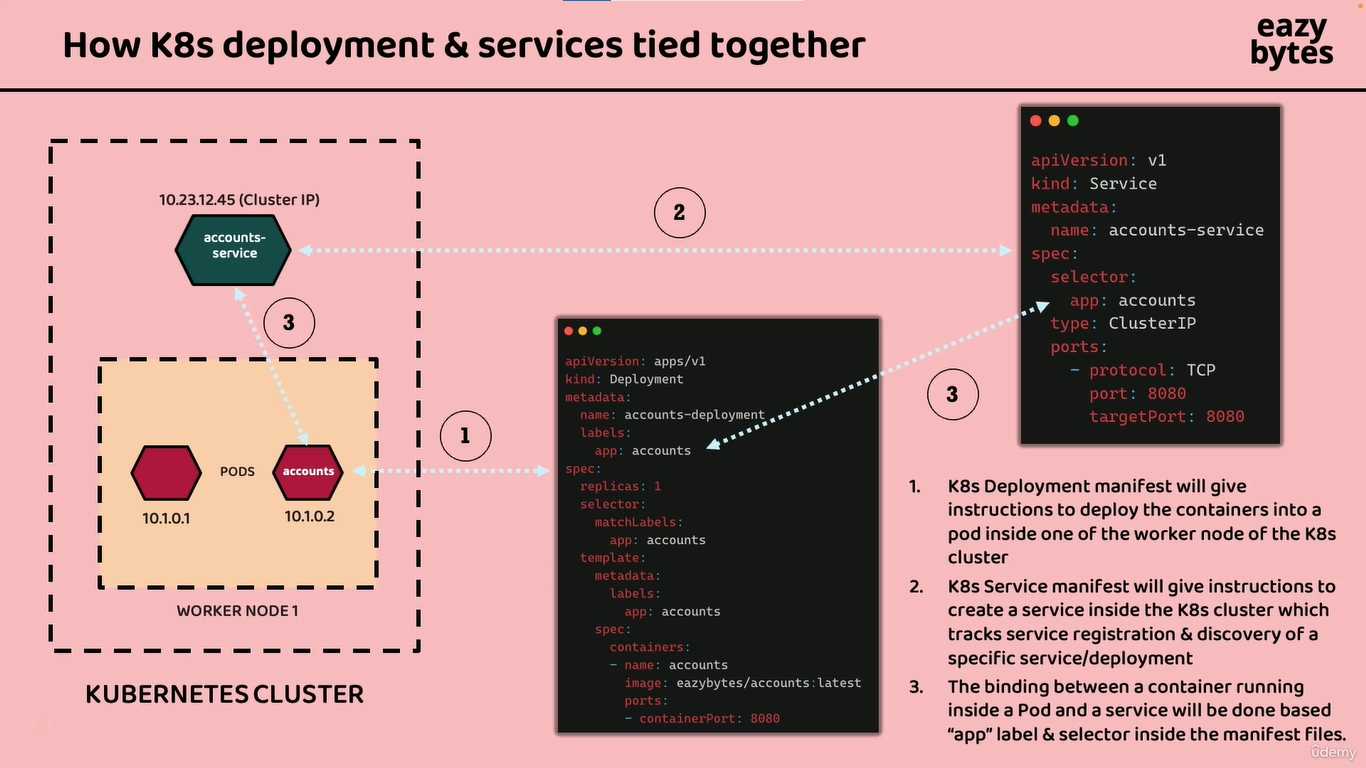 How K8s deployment & services tied together
eazy
bytes
10.23.12.45 (Cluster IP)
accounts-
service
3
PODS
accounts
10.1.0.1
10.1.0.2
WORKER NODE 1
KUBERNETES CLUSTER
2
1
3
apiVersion: apps/v1
kind: Deployment
metadata:
  name: accounts-deployment
  labels:
    app: accounts
spec:
  replicas: 1
  selector:
    matchLabels:
      app: accounts
  template:
    metadata:
      labels:
        app: accounts
    spec:
      containers:
      - name: accounts
        image: eazybytes/accounts:latest
        ports:
        - containerPort: 8080
apiVersion: v1
kind: Service
metadata:
  name: accounts-service
spec:
  selector:
    app: accounts
  type: ClusterIP
  ports:
    - protocol: TCP
      port: 8080
      targetPort: 8080
1. K8s Deployment manifest will give
instructions to deploy the containers into a
pod inside one of the worker node of the K8s
cluster
2. K8s Service manifest will give instructions to
create a service inside the K8s cluster which
tracks service registration & discovery of a
specific service/deployment
3. The binding between a container running
inside a Pod and a service will be done based
“app” label & selector inside the manifest files.
ûdemy